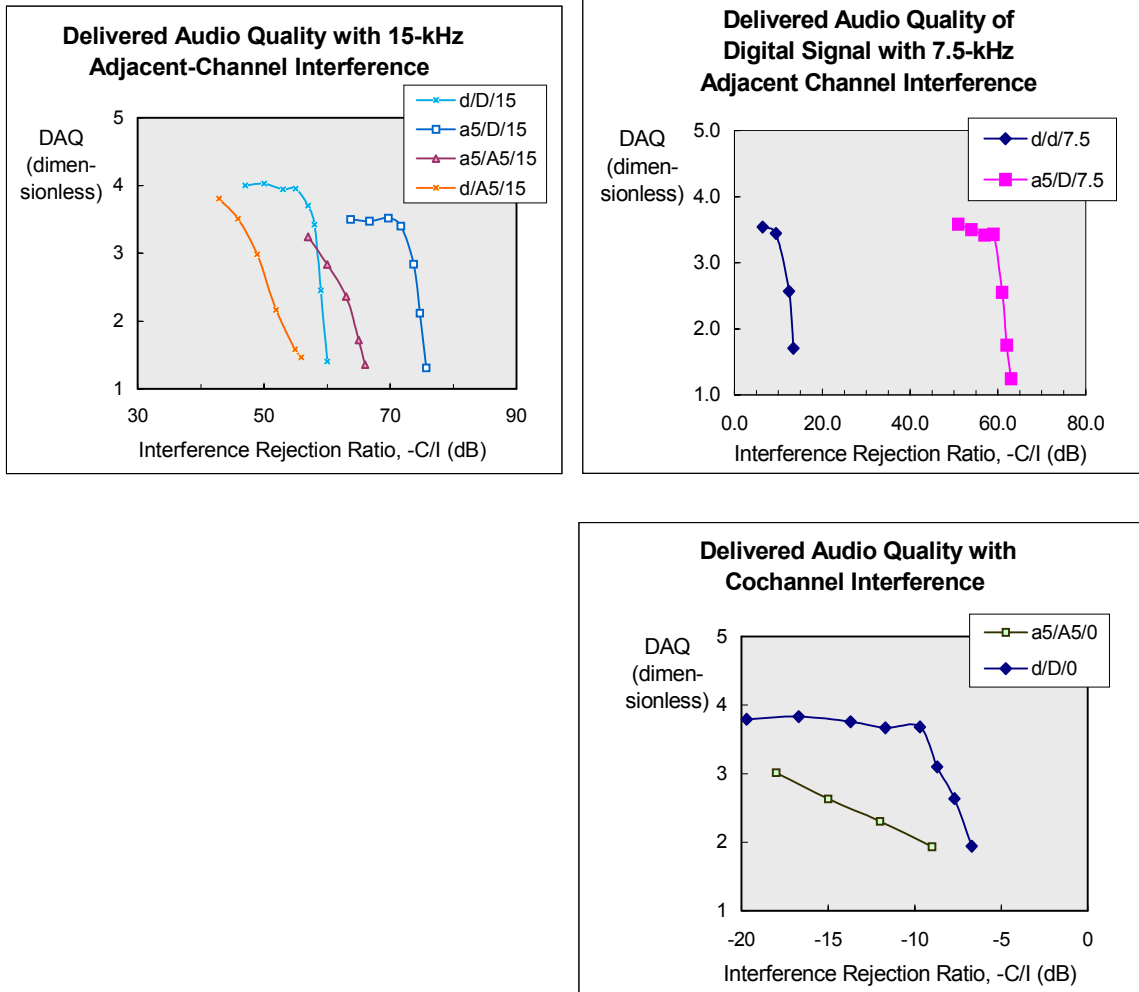 Delivered Audio Quality with 15-kHz
Adjacent-Channel Interference
d/D/15
a5/D/15
a5/A5/15
d/A5/15
DAQ
(dimen-
sionless)
5
4
3
2
1
30 50 70 90
Interference Rejection Ratio, -C/I (dB)
Delivered Audio Quality of
Digital Signal with 7.5-kHz
Adjacent Channel Interference
d/d/7.5
a5/D/7.5
DAQ
(dimen-
sionless)
5.0
4.0
3.0
2.0
1.0
0.0 20.0 40.0 60.0 80.0
Interference Rejection Ratio, -C/I (dB)
Delivered Audio Quality with
Cochannel Interference
a5/A5/0
d/D/0
DAQ
(dimen-
sionless)
5
4
3
2
1
-20 -15 -10 -5 0
Interference Rejection Ratio, -C/I (dB)